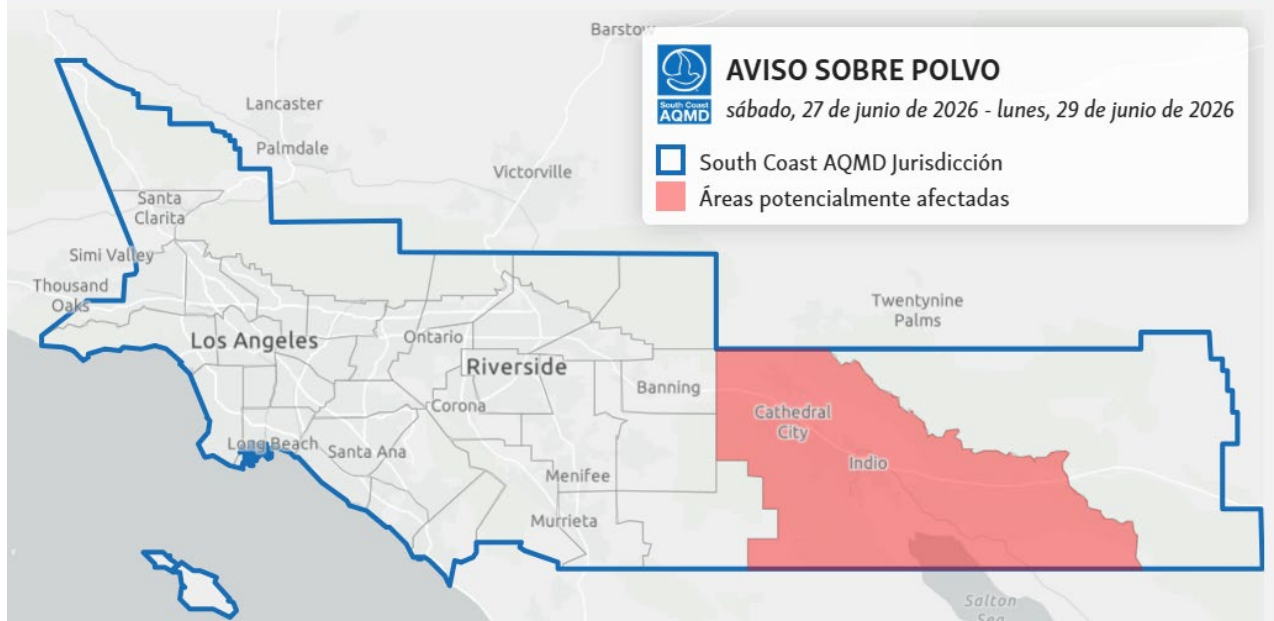 Barstow
AVISO SOBRE POLVO
sábado, 27 de junio de 2026 - lunes, 29 de junio de 2026
South Coast
AQMD
South Coast AQMD Jurisdicción
Áreas potencialmente afectadas
Lancaster
Palmdale
Victorville
Santa
Clarita
Simi Valley
Thousand
Oaks
Twentynine
Palms
Los Angeles
Ontario
Riverside
Banning
Corona
Cathedral
City
Long Beach
Santa Ana
Indio
Menifee
Murrieta
Salton
Sea